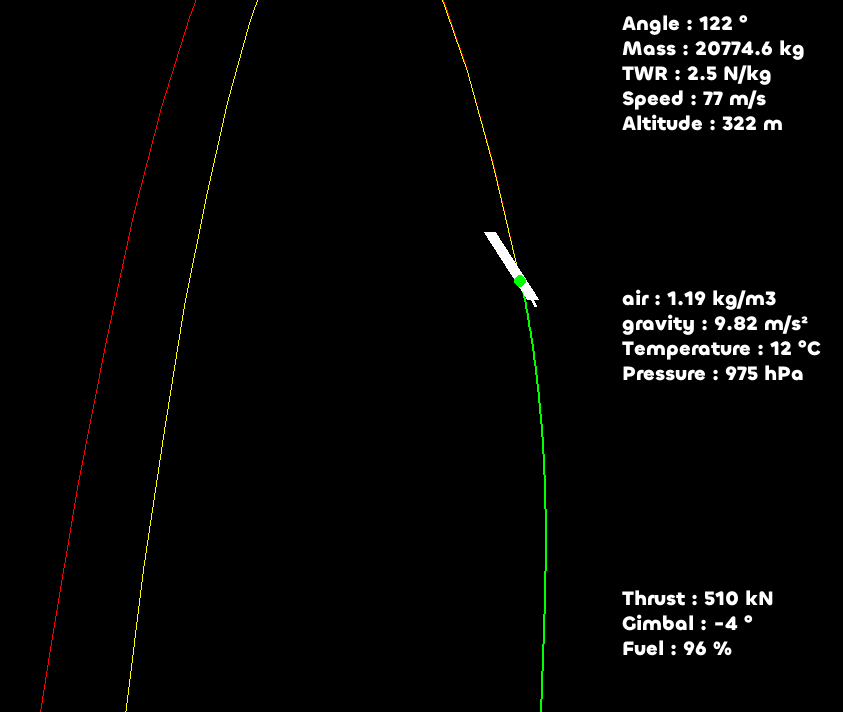 Angle : 122 °
Mass : 20774.6 kg
TWR : 2.5 N/kg
Speed : 77 m/s
Altitude : 322 m
air : 1.19 kg/m3
gravity : 9.82 m/s²
Temperature : 12 °C
Pressure : 975 hPa
Thrust : 510 kN
Gimbal : -4 °
Fuel : 96 %